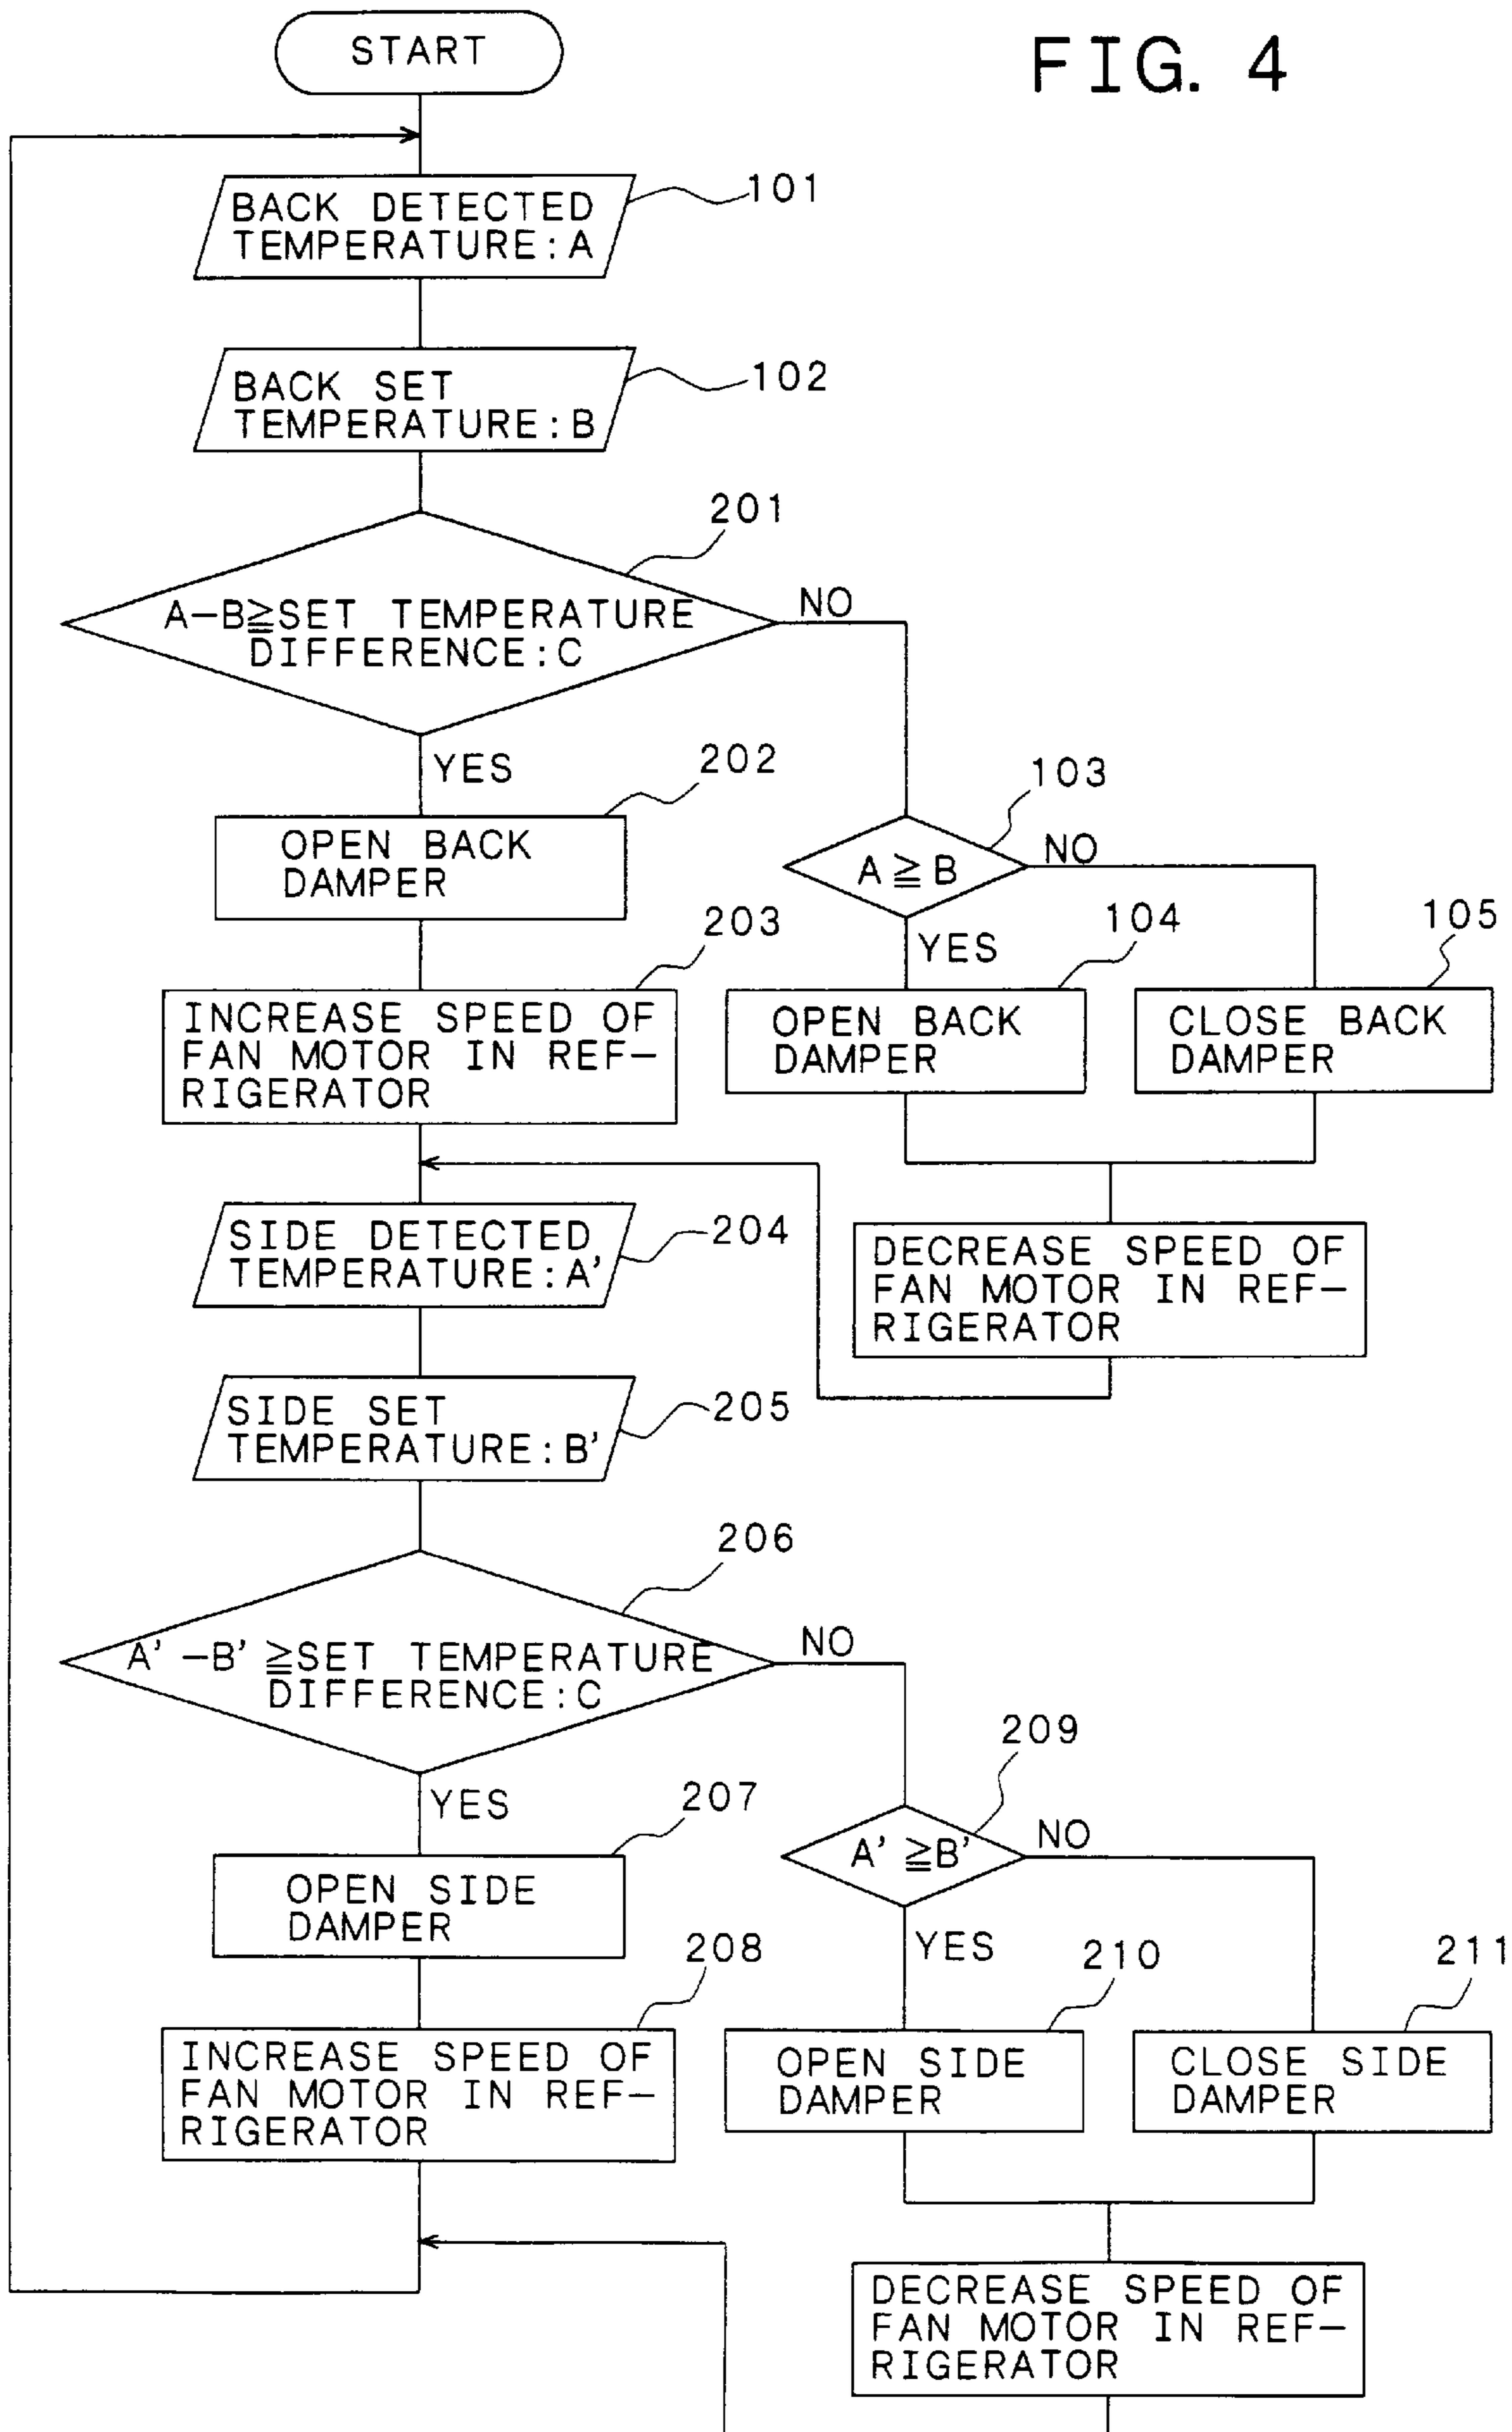 START
FIG. 4
BACK DETECTED
TEMPERATURE:A
101
BACK SET
TEMPERATURE:B
102
201
A-B≧SET TEMPERATURE
DIFFERENCE:C
NO
YES
202
OPEN BACK
DAMPER
103
A≧B
NO
YES
203
INCREASE SPEED OF
FAN MOTOR IN REF-
RIGERATOR
104
OPEN BACK
DAMPER
105
CLOSE BACK
DAMPER
SIDE DETECTED
TEMPERATURE:A'
204
DECREASE SPEED OF
FAN MOTOR IN REF-
RIGERATOR
SIDE SET
TEMPERATURE:B'
205
206
A'-B'≧SET TEMPERATURE
DIFFERENCE:C
NO
YES
207
OPEN SIDE
DAMPER
209
A'≧B'
NO
YES
208
INCREASE SPEED OF
FAN MOTOR IN REF-
RIGERATOR
210
OPEN SIDE
DAMPER
211
CLOSE SIDE
DAMPER
DECREASE SPEED OF
FAN MOTOR IN REF-
RIGERATOR